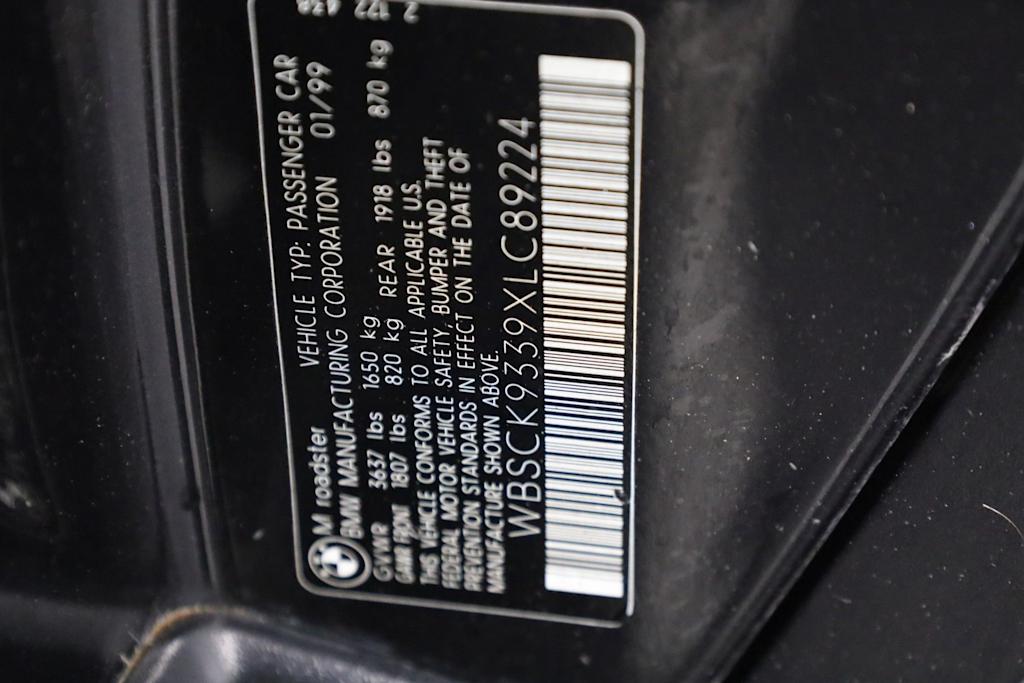 M roadster VEHICLE TYP: PASSENGER CAR
BMW MANUFACTURING CORPORATION 01/99
GVWR 3637 lbs 1650 kg
GAWR FRONT 1807 lbs 820 kg REAR 1918 lbs 870 kg
THIS VEHICLE CONFORMS TO ALL APPLICABLE U.S.
FEDERAL MOTOR VEHICLE SAFETY, BUMPER AND THEFT
PREVENTION STANDARDS IN EFFECT ON THE DATE OF
MANUFACTURE SHOWN ABOVE.
WBSCK9339XLC89224